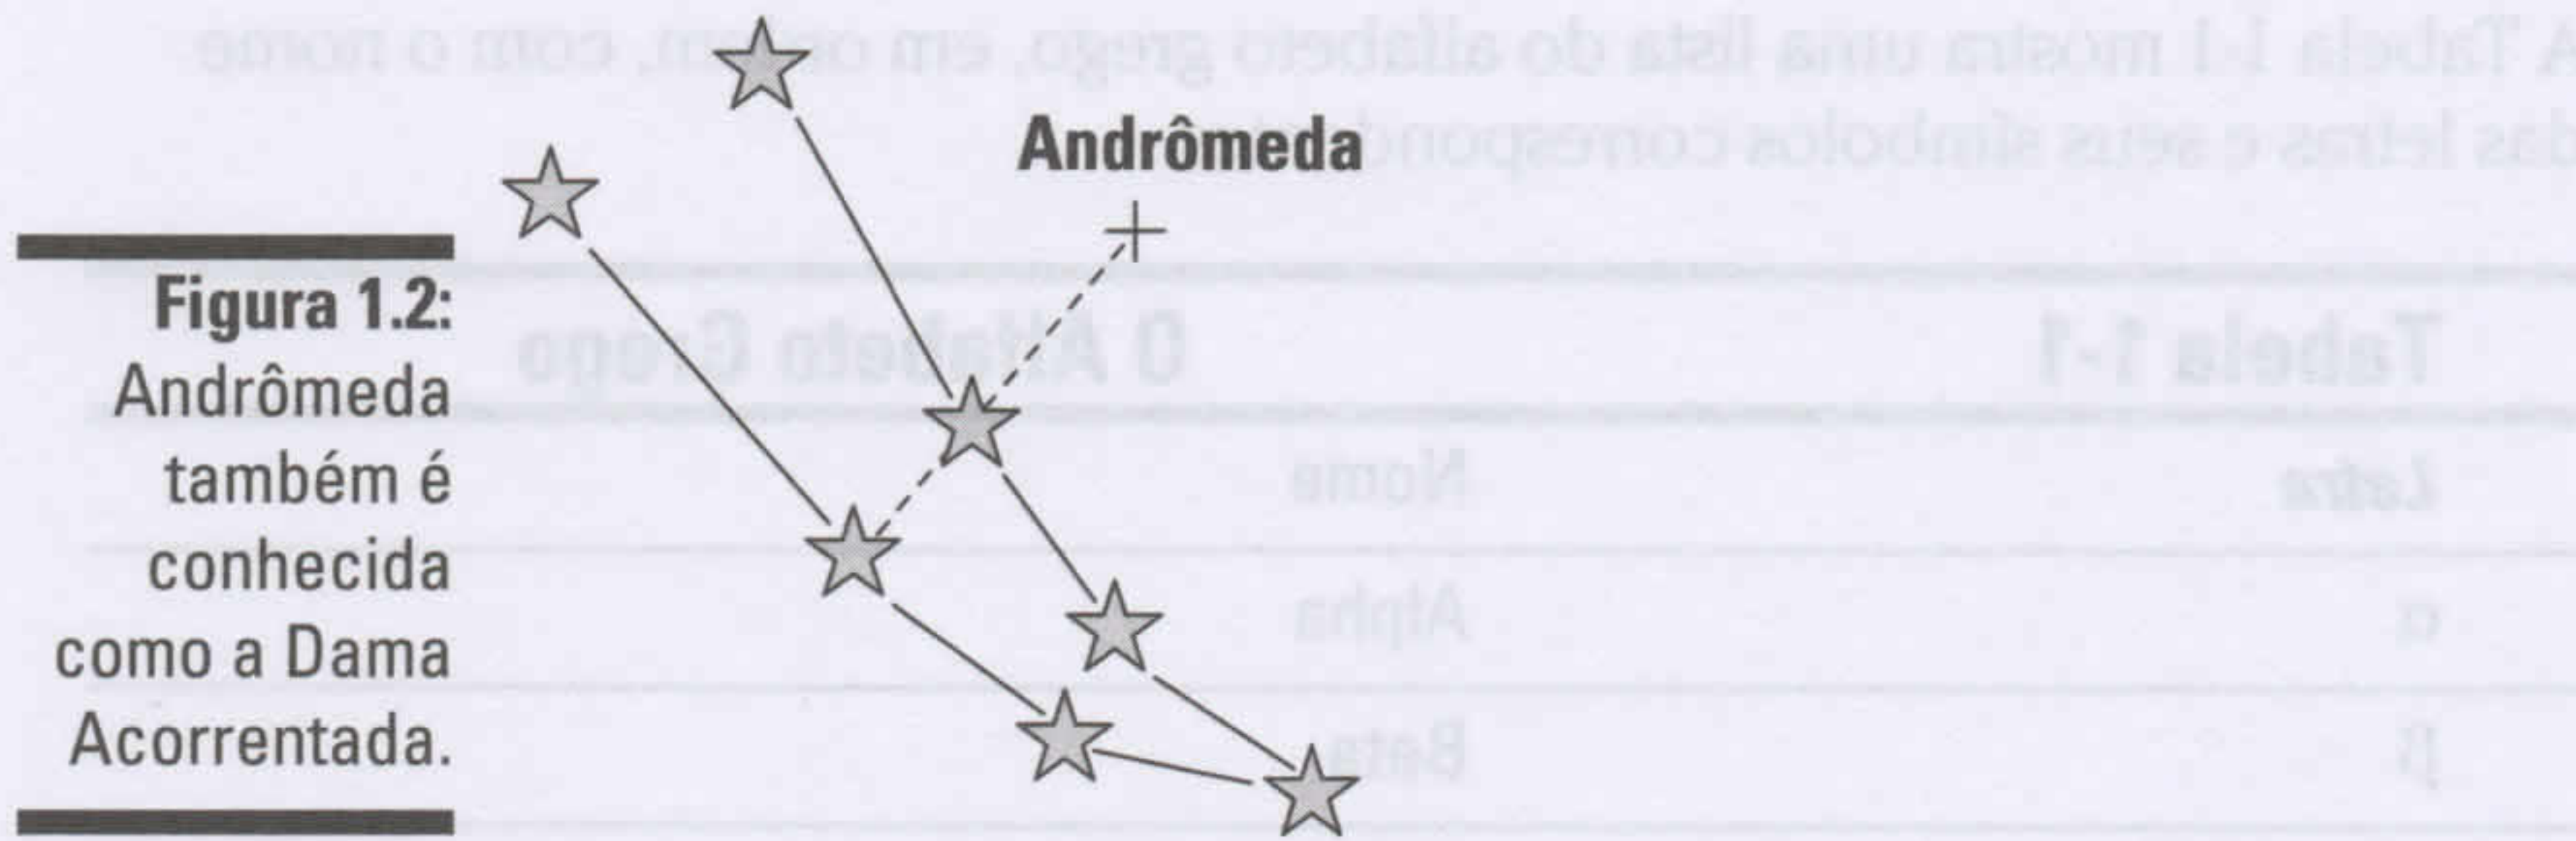 Andrômeda
Figura 1.2:
Andrômeda
também é
conhecida
como a Dama
Acorrentada.
A Tabela 1-1 mostra uma lista do alfabeto grego, em ordem, com o nome
das letras e seus símbolos correspond
Tabela 1-1
O Alfabeto Grego
Letra
Nome
α
Alpha
β
Beta